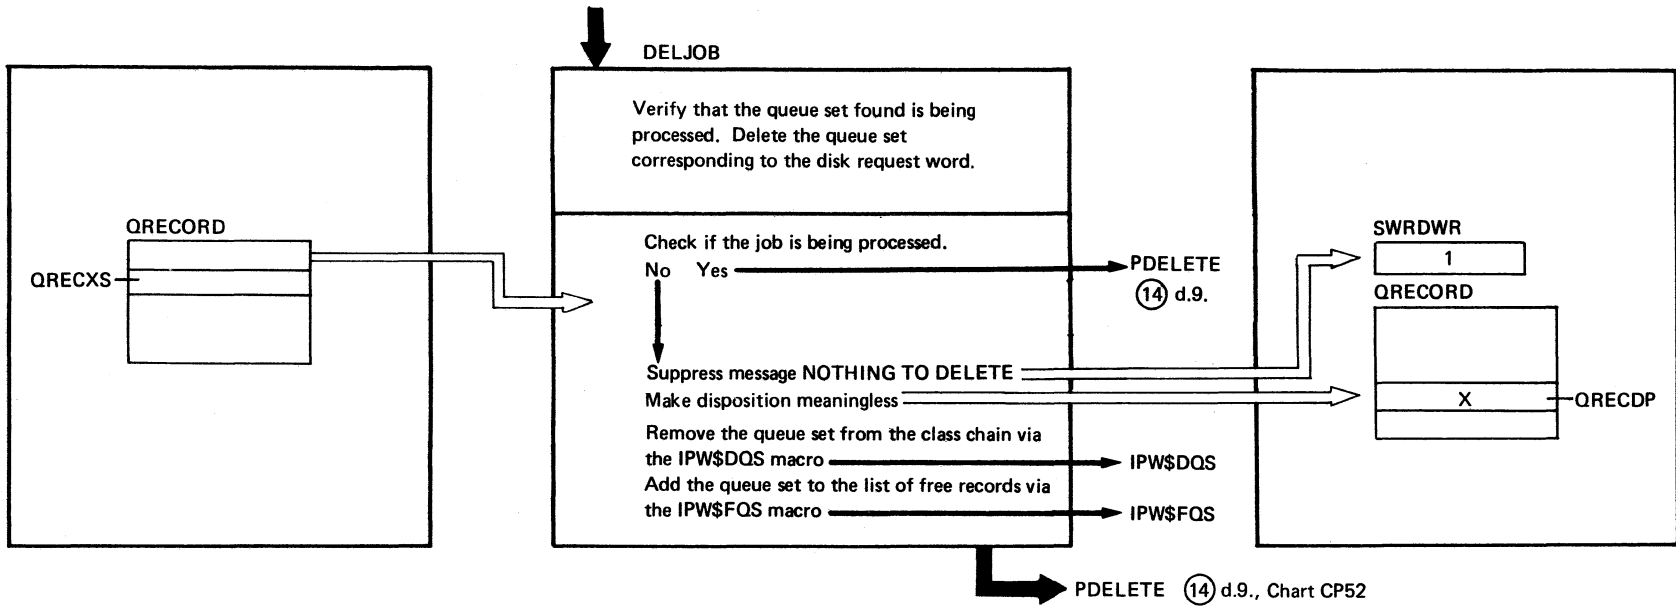 DELJOB
Verify that the queue set found is being
processed. Delete the queue set
corresponding to the disk request word.
QRECORD
QRECXS
Check if the job is being processed.
No Yes
PDELETE
14 d.9.
Suppress message NOTHING TO DELETE
Make disposition meaningless
Remove the queue set from the class chain via
the IPW$DQS macro
IPW$DQS
Add the queue set to the list of free records via
the IPW$FQS macro
IPW$FQS
SWRDWR
1
QRECORD
X
QRECDP
PDELETE 14 d.9., Chart CP52